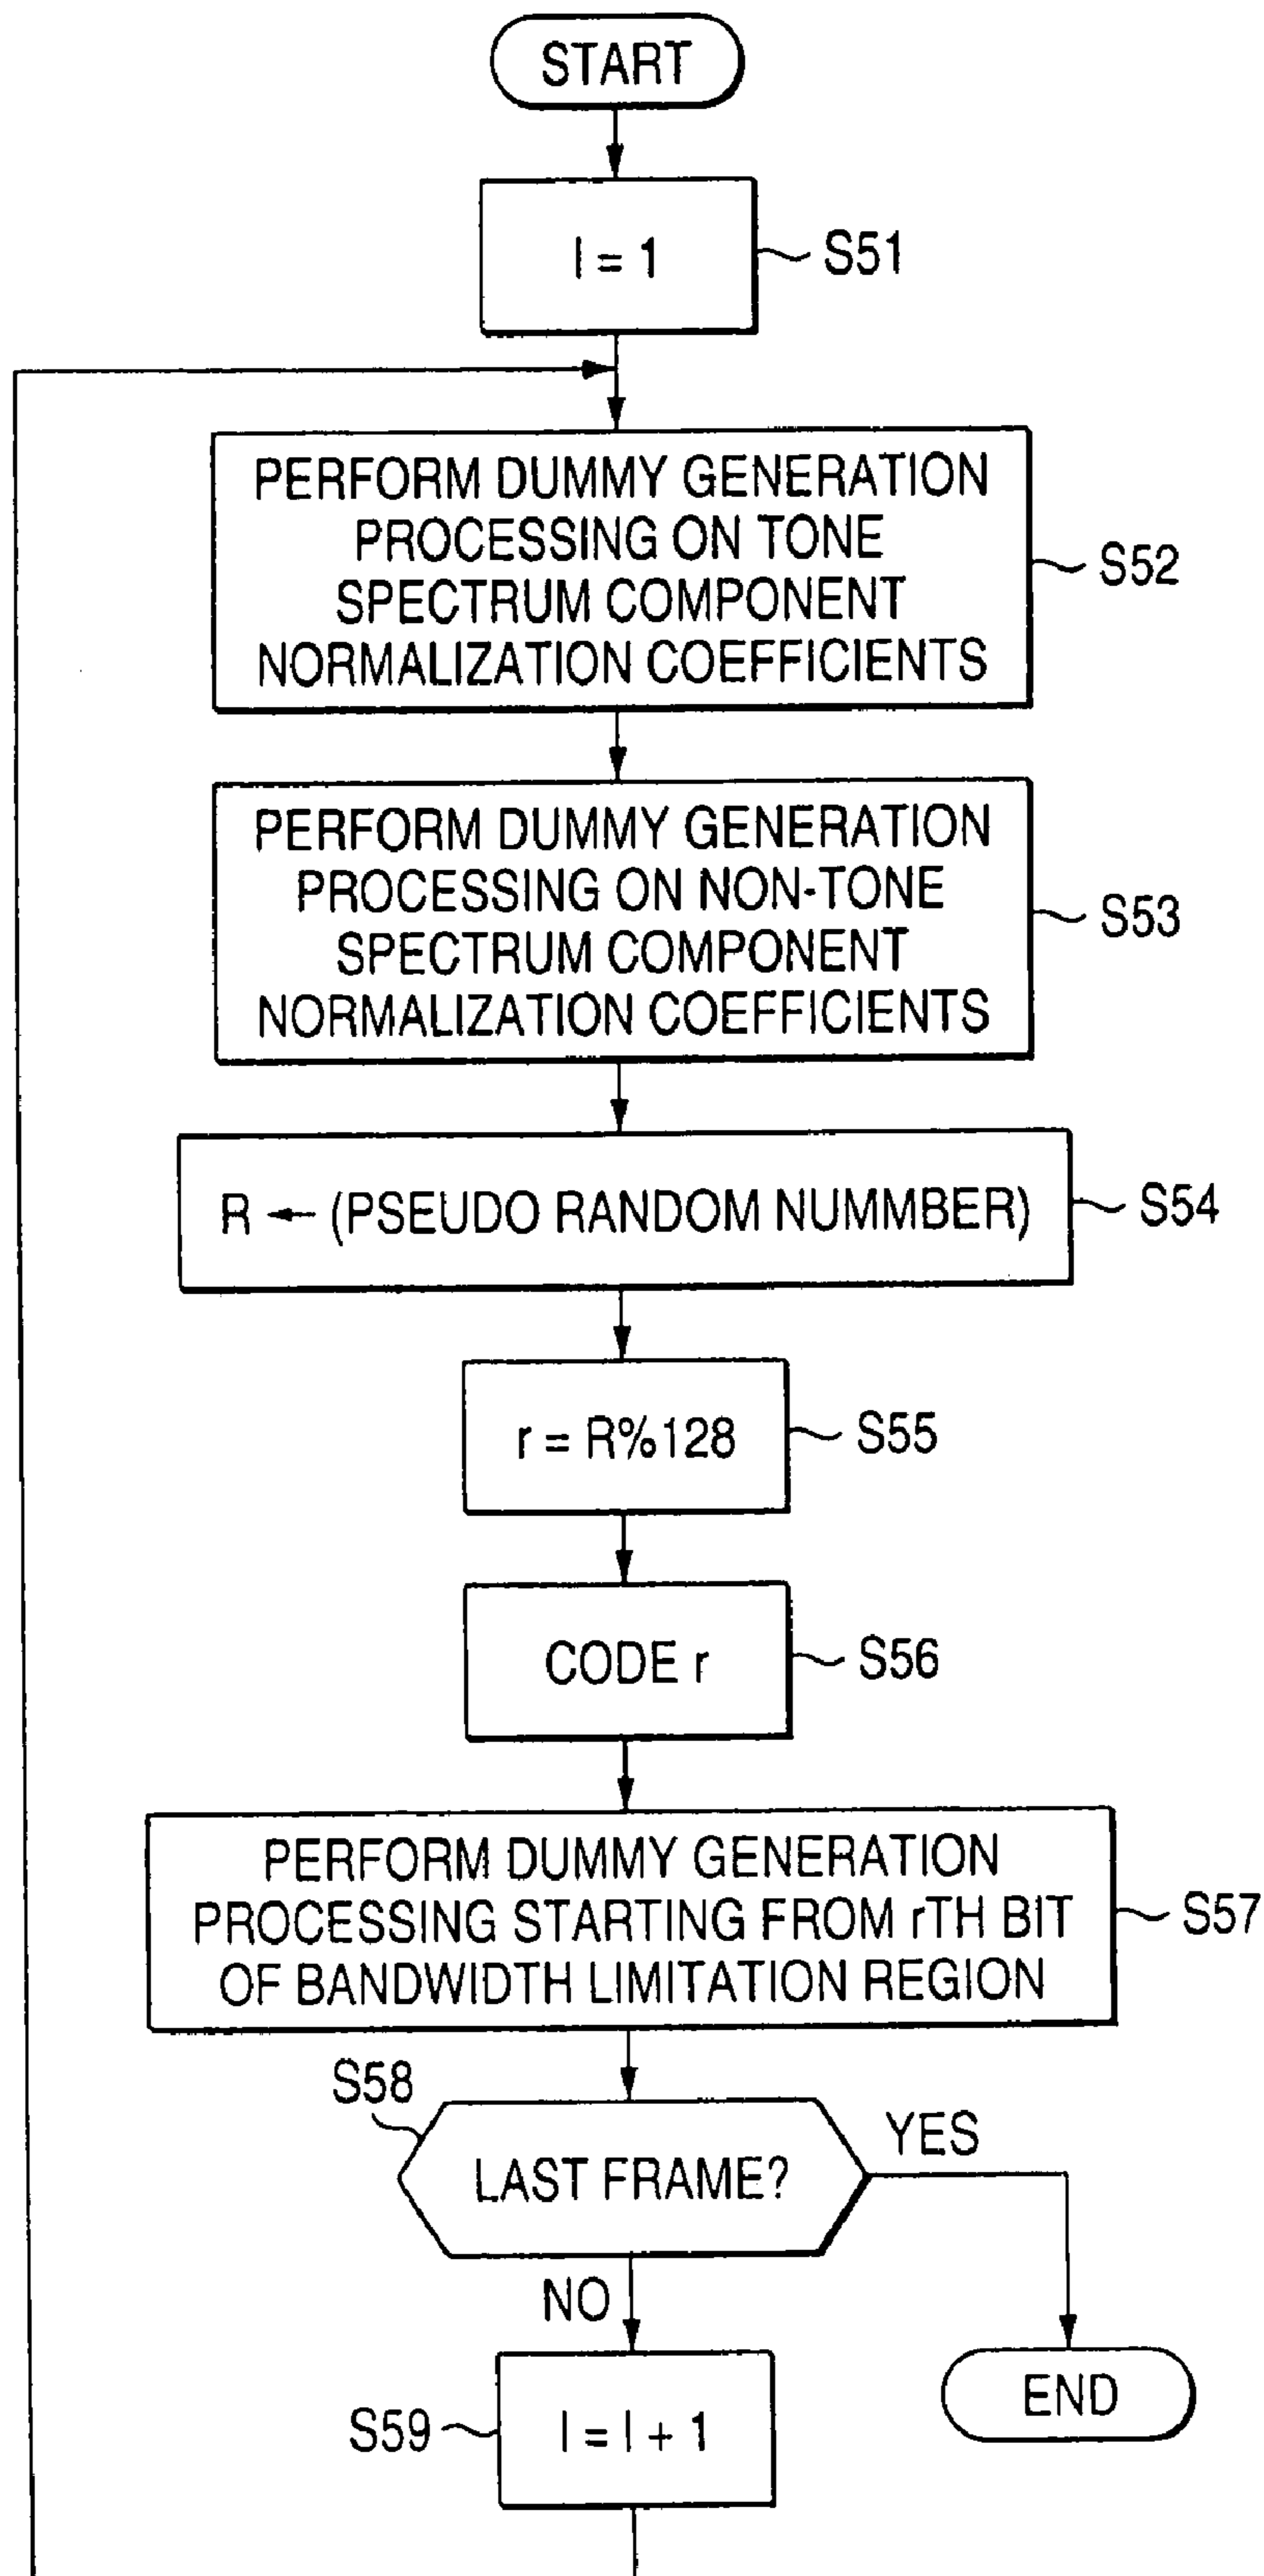 START
I = 1
S51
PERFORM DUMMY GENERATION
PROCESSING ON TONE
SPECTRUM COMPONENT
NORMALIZATION COEFFICIENTS
S52
PERFORM DUMMY GENERATION
PROCESSING ON NON-TONE
SPECTRUM COMPONENT
NORMALIZATION COEFFICIENTS
S53
R ← (PSEUDO RANDOM NUMMBER)
S54
r = R%128
S55
CODE r
S56
PERFORM DUMMY GENERATION
PROCESSING STARTING FROM rTH BIT
OF BANDWIDTH LIMITATION REGION
S57
S58
LAST FRAME?
YES
NO
END
S59
I = I + 1